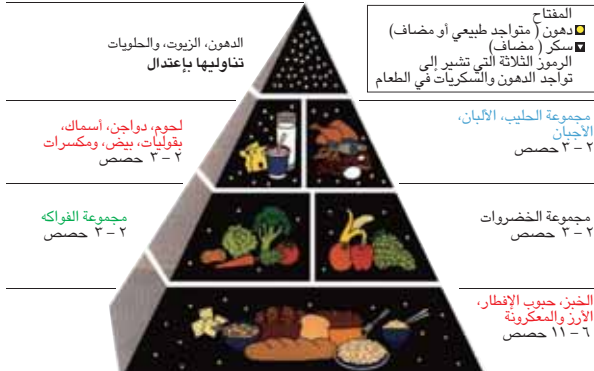 المفتاح
دهون ( متواجد طبيعي أو مضاف)
سكر ( مضاف)
الرموز الثلاثة التي تشير إلى
تواجد الدهون والسكريات في الطعام
الدهون، الزيوت، والحلويات
تناوليها بإعتدال
مجموعة الحليب، الألبان،
الأجبان
٢ – ٣ حصص
لحوم، دواجن، أسماك،
بقوليات، بيض، ومكسرات
٢ – ٣ حصص
مجموعة الخضروات
٢ – ٣ حصص
مجموعة الفواكه
٢ – ٣ حصص
الخبز، حبوب الإفطار،
الأرز والمعكرونة
٦ – ١١ حصص